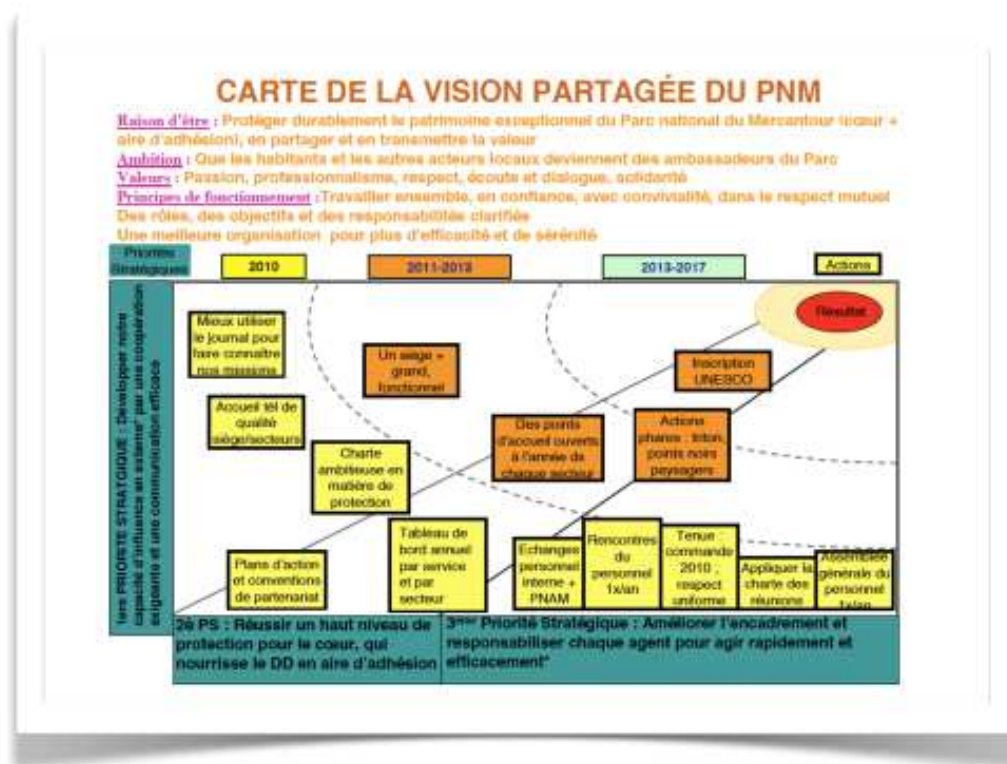 CARTE DE LA VISION PARTAGÉE DU PNM
Raison d'être : Protéger durablement le patrimoine exceptionnel du Parc national du Mercantour (cœur +
aire d'adhésion), en partager et en transmettre la valeur
Ambition : Que les habitants et les autres acteurs locaux deviennent des ambassadeurs du Parc
Valeurs : Passion, professionnalisme, respect, écoute et dialogue, solidarité
Principes de fonctionnement :Travailler ensemble, en confiance, avec convivialité, dans le respect mutuel
Des rôles, des objectifs et des responsabilités clarifiés
Une meilleure organisation pour plus d'efficacité et de sérénité
Priorités
Stratégiques
2010
2011-2013
2013-2017
Actions
1ère PRIORITE STRATGIQUE : Développer notre
capacité d'influence en externe* par une coopération
exigeante et une communication efficace
Résultat
Mieux utiliser
le journal pour
faire connaître
nos missions
Un siège +
grand,
fonctionnel
Inscription
UNESCO
Accueil tél de
qualité
siège/secteurs
Des points
d'accueil ouverts
à l'année de
chaque secteur
Actions
phares : triton,
points noirs
paysagers
Charte
ambitieuse en
matière de
protection
Plans d'action
et conventions
de partenariat
Tableau de
bord annuel
par service
et par
secteur
Echanges
personnel
interne +
PNAM
Rencontres
du
personnel
1x/an
Tenue
commande
2010 ,
respect
uniforme
Appliquer la
charte des
réunions
Assemblée
générale du
personnel
1x/an
2è PS : Réussir un haut niveau de
protection pour le cœur, qui
nourrisse le DD en aire d'adhésion
3ème Priorité Stratégique : Améliorer l'encadrement et
responsabiliser chaque agent pour agir rapidement et
efficacement*